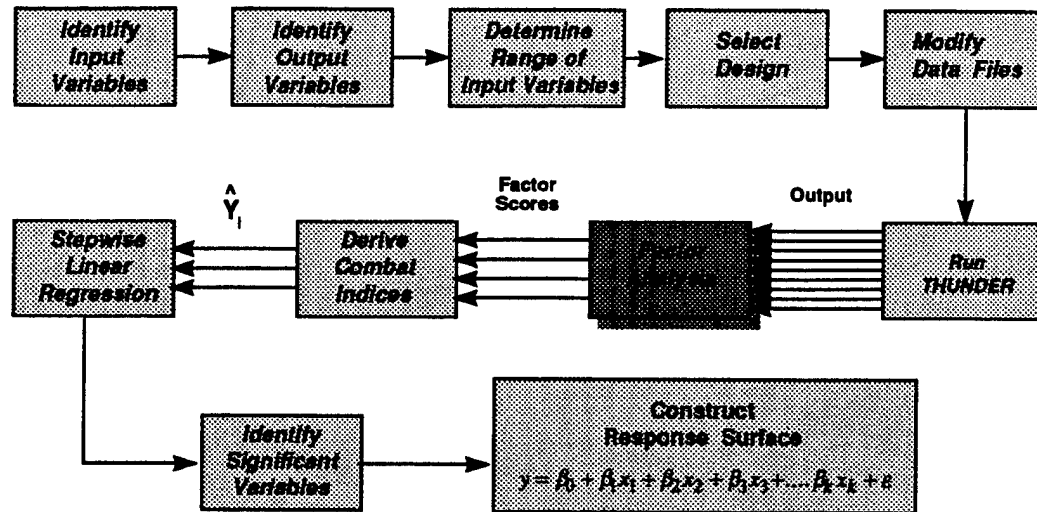 Identify
Input
Variables
Identify
Output
Variables
Determine
Range of
Input Variables
Select
Design
Modify
Data Files
Factor
Scores
Output
Ŷi
Stepwise
Linear
Regression
Derive
Combat
Indices
Factor
Analysis
Run
THUNDER
Identify
Significant
Variables
Construct
Response Surface
y = β₀ + β₁x₁ + β₂x₂ + β₃x₃ +....βₖxₖ + ε